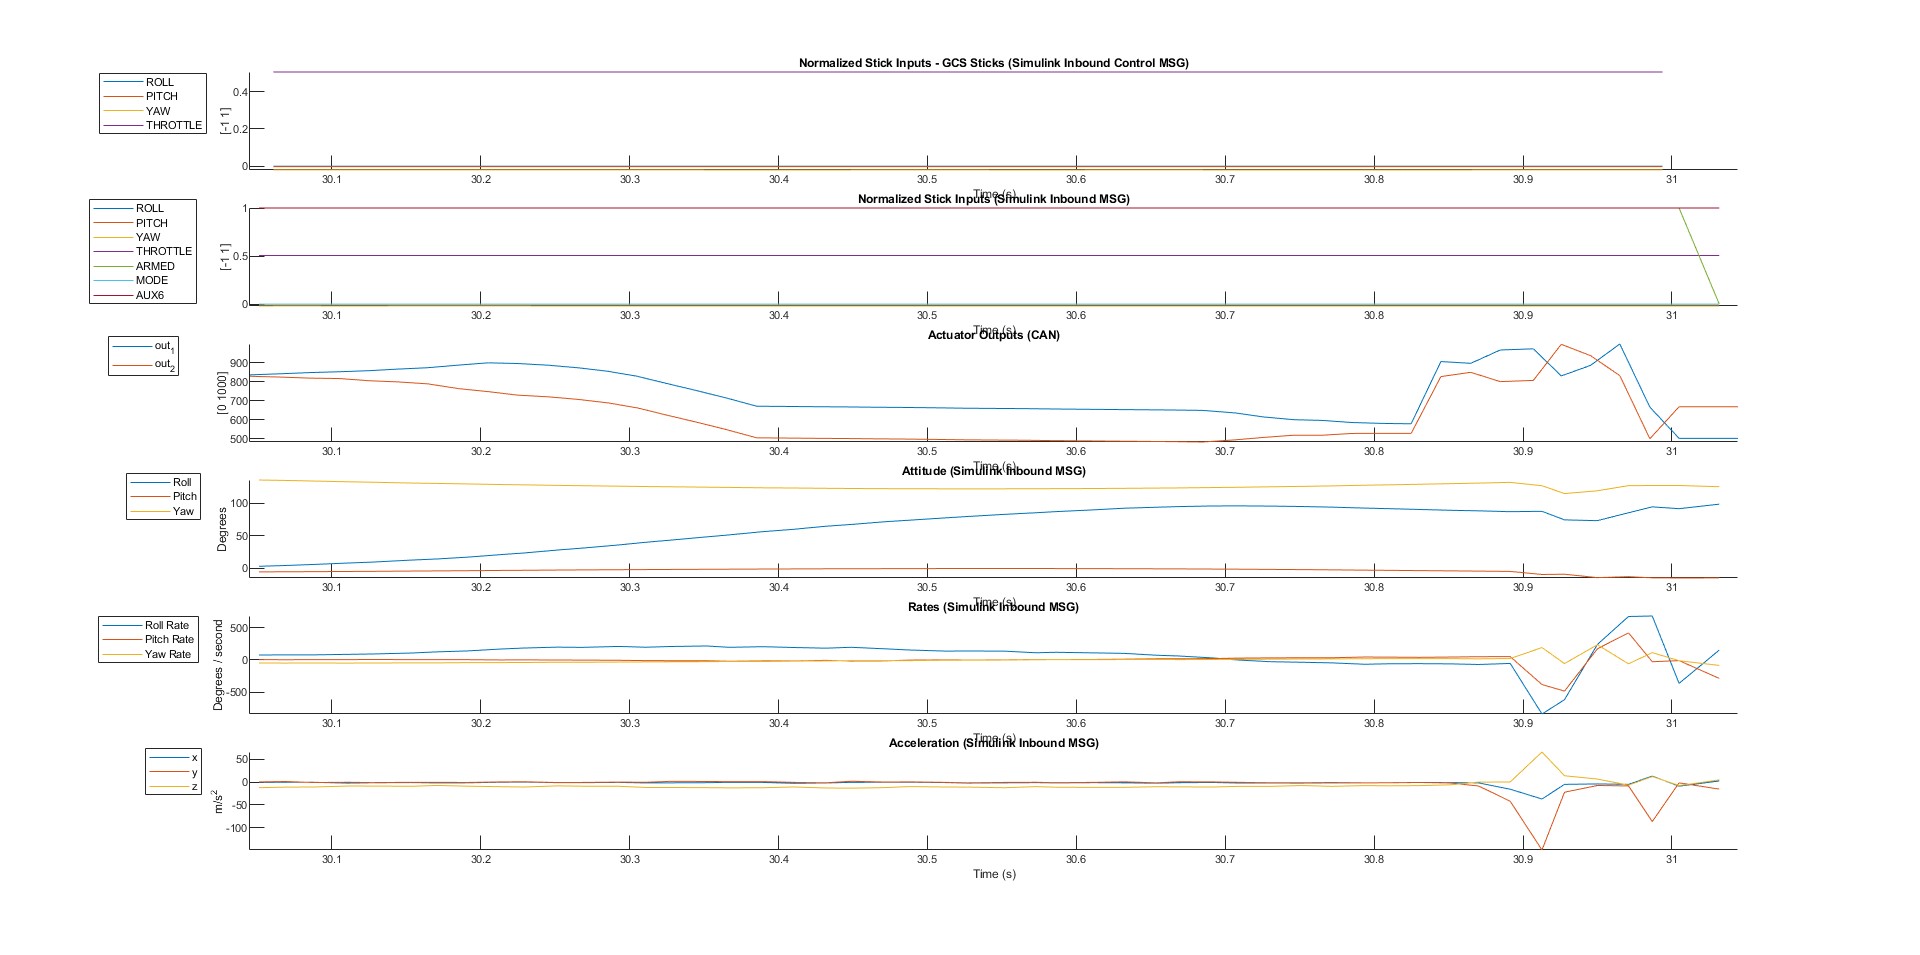 Normalized Stick Inputs - GCS Sticks (Simulink Inbound Control MSG)
ROLL
PITCH
YAW
THROTTLE
[-1 1]
0.4
0.2
0
30.1 30.2 30.3 30.4 30.5 30.6 30.7 30.8 30.9 31
Time (s)
Normalized Stick Inputs (Simulink Inbound MSG)
ROLL
PITCH
YAW
THROTTLE
ARMED
MODE
AUX6
[-1 1]
1
0.5
0
30.1 30.2 30.3 30.4 30.5 30.6 30.7 30.8 30.9 31
Time (s)
Actuator Outputs (CAN)
out1
out2
[0 1000]
900
800
700
600
500
30.1 30.2 30.3 30.4 30.5 30.6 30.7 30.8 30.9 31
Time (s)
Attitude (Simulink Inbound MSG)
Roll
Pitch
Yaw
Degrees
100
50
0
30.1 30.2 30.3 30.4 30.5 30.6 30.7 30.8 30.9 31
Time (s)
Rates (Simulink Inbound MSG)
Roll Rate
Pitch Rate
Yaw Rate
Degrees / second
500
0
-500
30.1 30.2 30.3 30.4 30.5 30.6 30.7 30.8 30.9 31
Time (s)
Acceleration (Simulink Inbound MSG)
x
y
z
m/s2
50
0
-50
-100
30.1 30.2 30.3 30.4 30.5 30.6 30.7 30.8 30.9 31
Time (s)